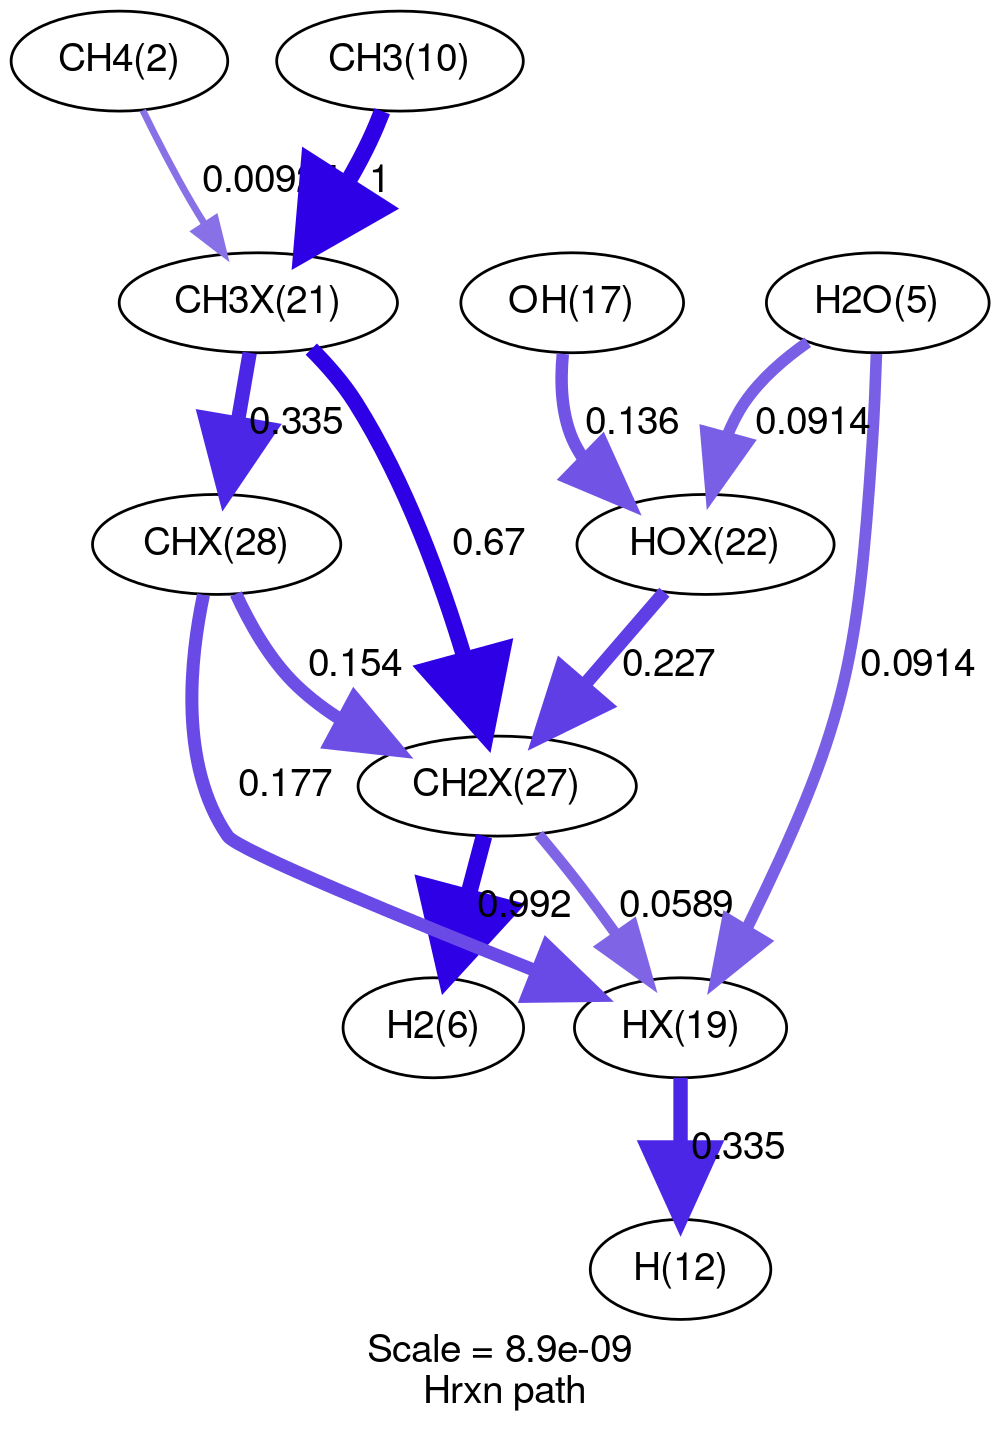 CH4(2)
CH3(10)
1
CH3X(21)
OH(17)
H2O(5)
0.335
0.136
0.0914
CHX(28)
0.67
HOX(22)
0.154
0.227
0.0914
0.177
CH2X(27)
0.992
0.0589
H2(6)
HX(19)
0.335
H(12)
Scale = 8.9e-09
Hrxn path